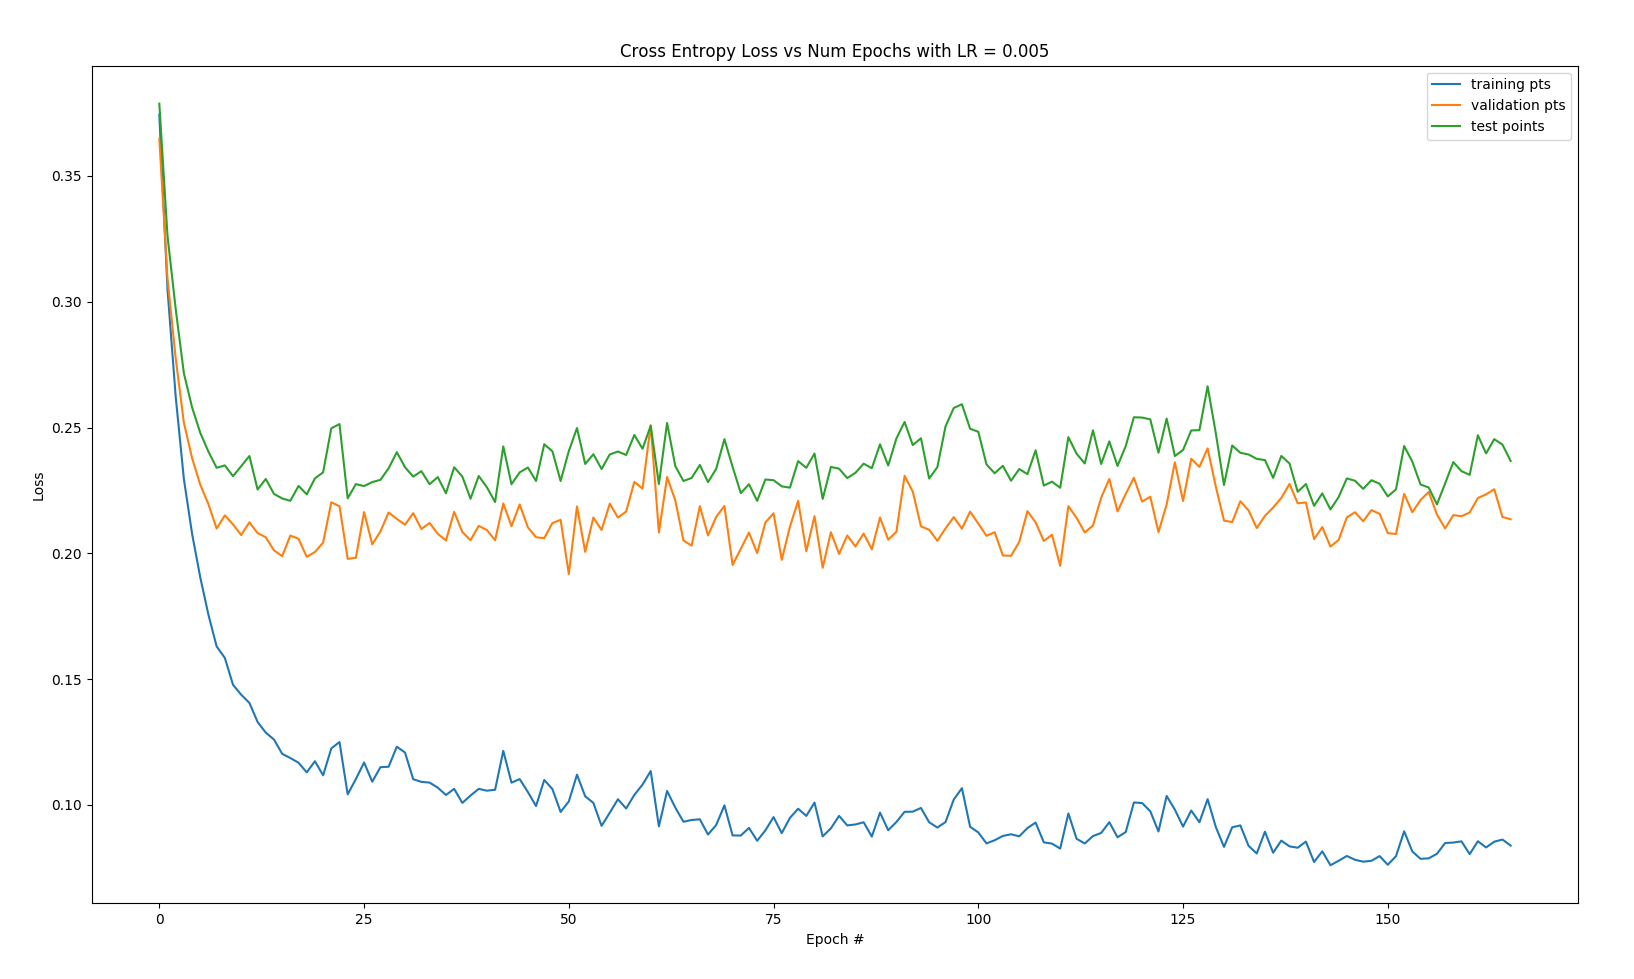 Cross Entropy Loss vs Num Epochs with LR = 0.005
training pts
validation pts
test points
0.35
0.30
0.25
0.20
0.15
0.10
Loss
0 25 50 75 100 125 150
Epoch #